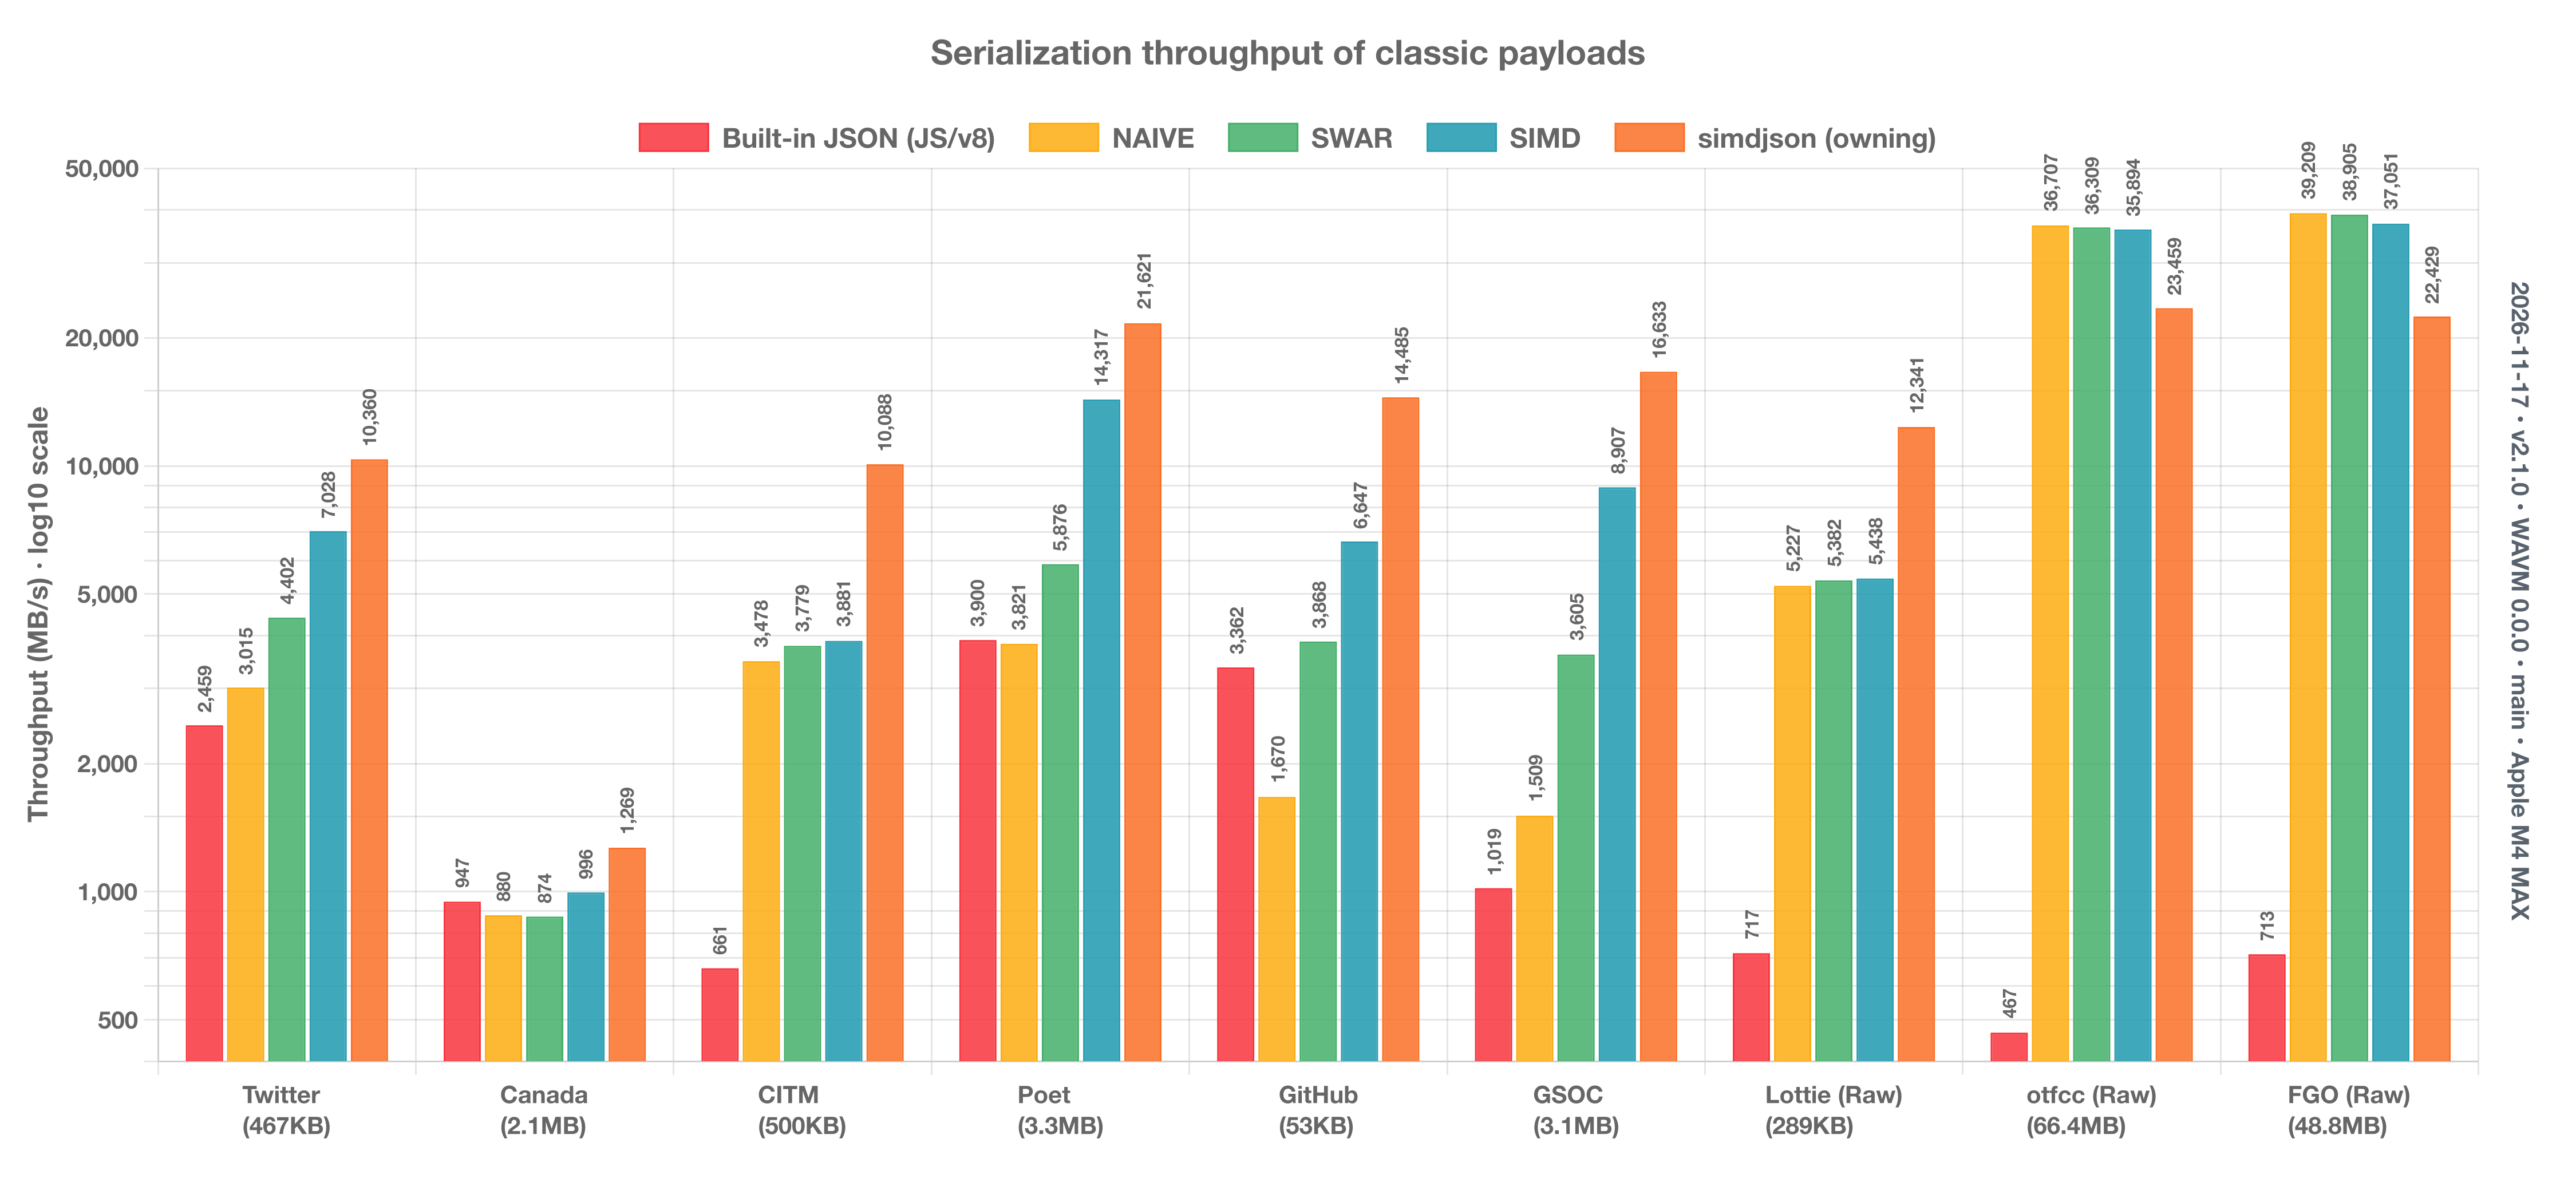 Serialization throughput of classic payloads
Built-in JSON (JS/v8)
NAIVE
SWAR
SIMD
simdjson (owning)
Throughput (MB/s) · log10 scale
50,000
20,000
10,000
5,000
2,000
1,000
500
2,459
3,015
4,402
7,028
10,360
947
880
874
996
1,269
661
3,478
3,779
3,881
10,088
3,900
3,821
5,876
14,317
21,621
3,362
1,670
3,868
6,647
14,485
1,019
1,509
3,605
8,907
16,633
717
5,227
5,382
5,438
12,341
467
36,707
36,309
35,894
23,459
713
39,209
38,905
37,051
22,429
Twitter
(467KB)
Canada
(2.1MB)
CITM
(500KB)
Poet
(3.3MB)
GitHub
(53KB)
GSOC
(3.1MB)
Lottie (Raw)
(289KB)
otfcc (Raw)
(66.4MB)
FGO (Raw)
(48.8MB)
2026-11-17 • v2.1.0 • WAVM 0.0.0 • main • Apple M4 MAX